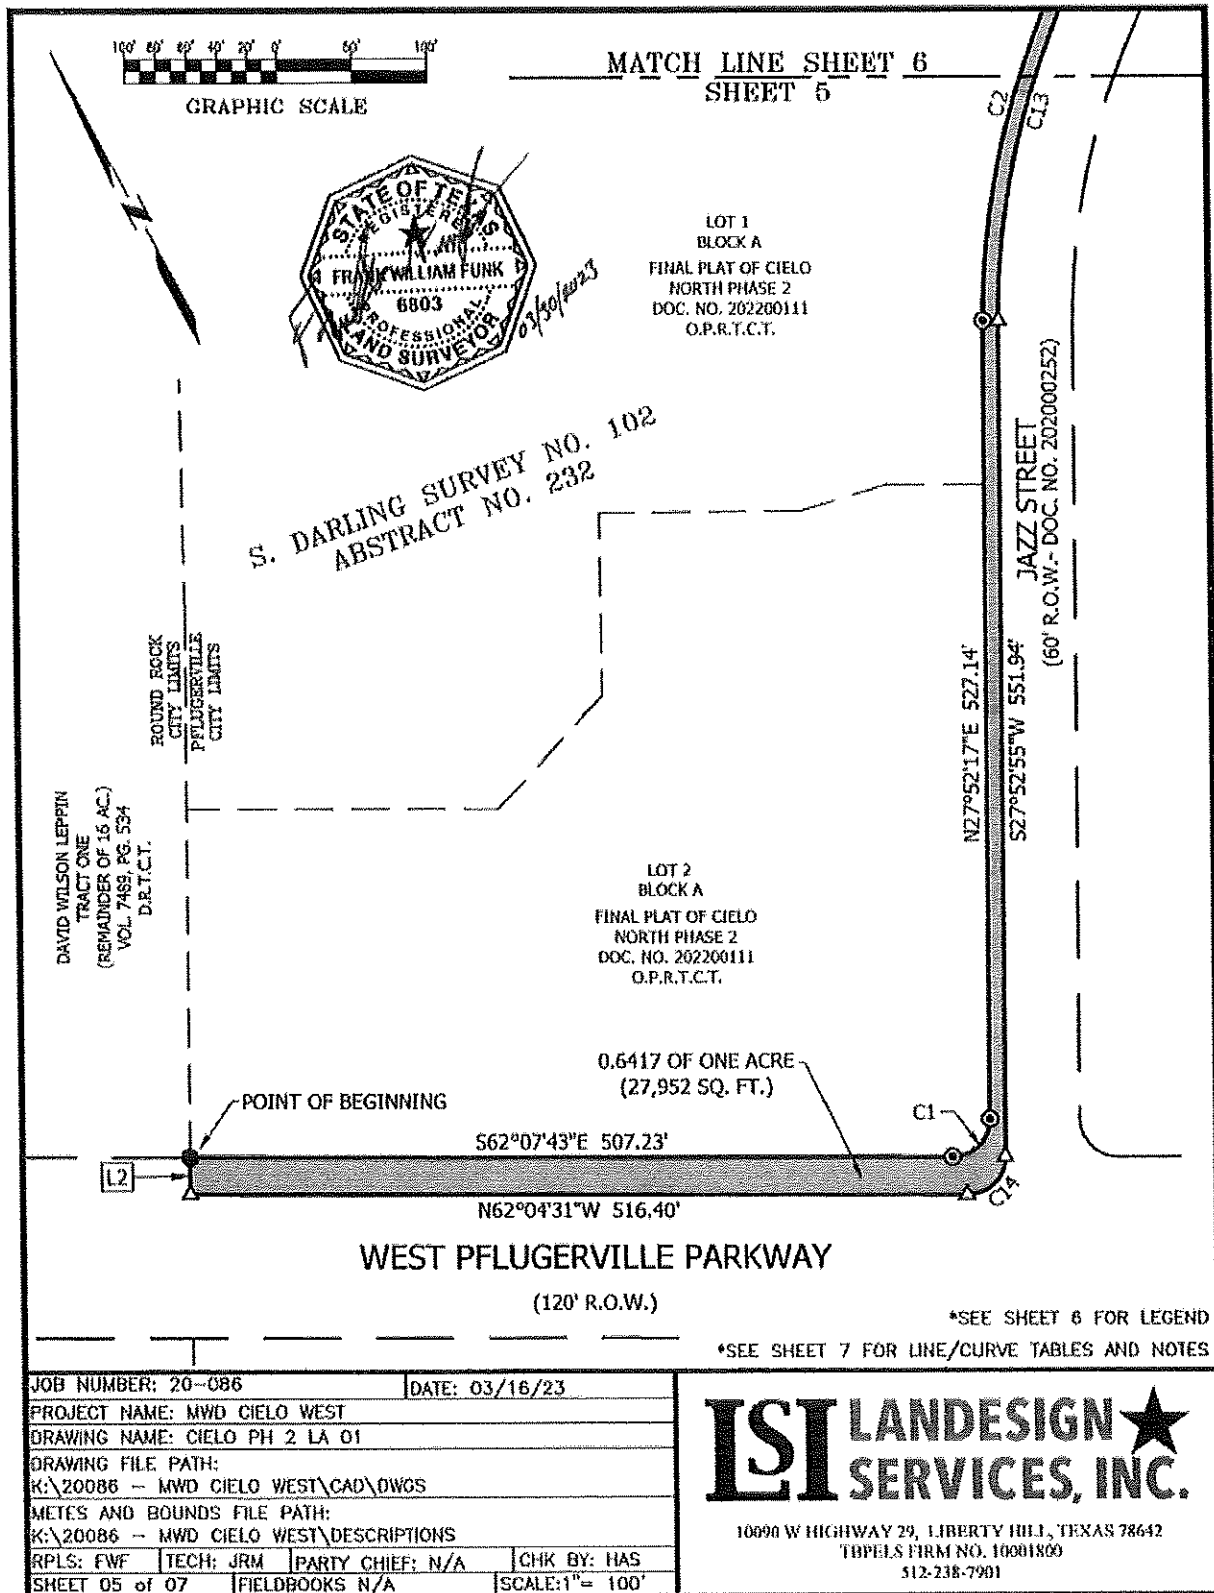 100' 80' 60' 40' 20' 0' 50' 100'
GRAPHIC SCALE
MATCH LINE SHEET 6
SHEET 5
C2
C13
N
STATE OF TEXAS
REGISTERED
FRANK WILLIAM FUNK
6803
PROFESSIONAL
LAND SURVEYOR
03/30/2023
LOT 1
BLOCK A
FINAL PLAT OF CIELO
NORTH PHASE 2
DOC. NO. 202200111
O.P.R.T.C.T.
S. DARLING SURVEY NO. 102
ABSTRACT NO. 232
JAZZ STREET
(60' R.O.W.- DOC. NO. 202000252)
N27°52'17"E 527.14'
S27°52'55"W 551.94'
ROUND ROCK
CITY LIMITS
PFLUGERVILLE
CITY LIMITS
DAVID WILSON LEPPIN
TRACT ONE
(REMAINDER OF 16 AC.)
VOL. 7489, PG. 534
D.R.T.C.T.
LOT 2
BLOCK A
FINAL PLAT OF CIELO
NORTH PHASE 2
DOC. NO. 202200111
O.P.R.T.C.T.
0.6417 OF ONE ACRE
(27,952 SQ. FT.)
POINT OF BEGINNING
C1
S62°07'43"E 507.23'
L2
N62°04'31"W 516.40'
C14
WEST PFLUGERVILLE PARKWAY
(120' R.O.W.)
*SEE SHEET 6 FOR LEGEND
*SEE SHEET 7 FOR LINE/CURVE TABLES AND NOTES
JOB NUMBER: 20-086 DATE: 03/16/23
PROJECT NAME: MWD CIELO WEST
DRAWING NAME: CIELO PH 2 LA 01
DRAWING FILE PATH:
K:\20086 - MWD CIELO WEST\CAD\DWGS
METES AND BOUNDS FILE PATH:
K:\20086 - MWD CIELO WEST\DESCRIPTIONS
RPLS: FWF TECH: JRM PARTY CHIEF: N/A CHK BY: HAS
SHEET 05 of 07 FIELDBOOKS N/A SCALE:1"= 100'
LSI LANDESIGN
SERVICES, INC.
10090 W HIGHWAY 29, LIBERTY HILL, TEXAS 78642
TBPELS FIRM NO. 10001800
512-238-7901